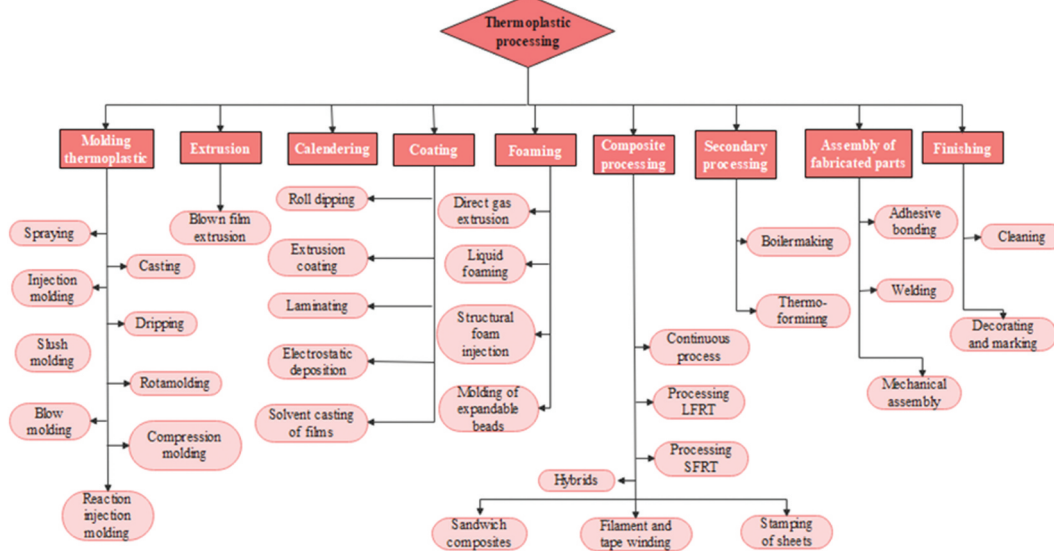 Thermoplastic
processing
Molding
thermoplastic
Extrusion
Calendering
Coating
Foaming
Composite
processing
Secondary
processing
Assembly of
fabricated parts
Finishing
Spraying
Casting
Injection
molding
Dripping
Slush
molding
Rotamolding
Blow
molding
Compression
molding
Reaction
injection
molding
Blown film
extrusion
Roll dipping
Extrusion
coating
Laminating
Electrostatic
deposition
Solvent casting
of films
Direct gas
extrusion
Liquid
foaming
Structural
foam
injection
Molding of
expandable
beads
Continuous
process
Processing
LFRT
Processing
SFRT
Hybrids
Sandwich
composites
Filament and
tape winding
Stamping
of sheets
Boilermaking
Thermo-
forminng
Adhesive
bonding
Welding
Mechanical
assembly
Cleaning
Decorating
and marking